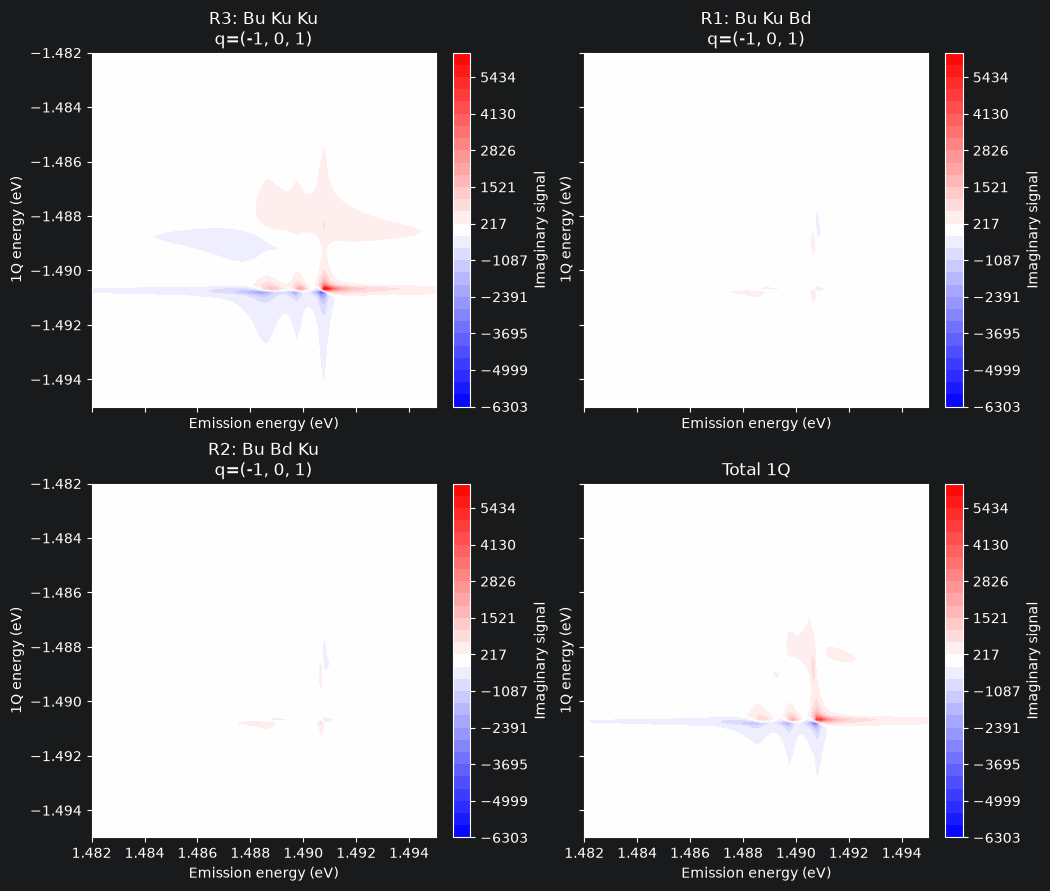 R3: Bu Ku Ku
q=(-1, 0, 1)
−1.482
−1.484
−1.486
−1.488
−1.490
−1.492
−1.494
1Q energy (eV)
Emission energy (eV)
5434
4130
2826
1521
217
−1087
−2391
−3695
−4999
−6303
Imaginary signal
R1: Bu Ku Bd
q=(-1, 0, 1)
1Q energy (eV)
Emission energy (eV)
5434
4130
2826
1521
217
−1087
−2391
−3695
−4999
−6303
Imaginary signal
R2: Bu Bd Ku
q=(-1, 0, 1)
−1.482
−1.484
−1.486
−1.488
−1.490
−1.492
−1.494
1Q energy (eV)
1.482 1.484 1.486 1.488 1.490 1.492 1.494
Emission energy (eV)
5434
4130
2826
1521
217
−1087
−2391
−3695
−4999
−6303
Imaginary signal
Total 1Q
1Q energy (eV)
1.482 1.484 1.486 1.488 1.490 1.492 1.494
Emission energy (eV)
5434
4130
2826
1521
217
−1087
−2391
−3695
−4999
−6303
Imaginary signal